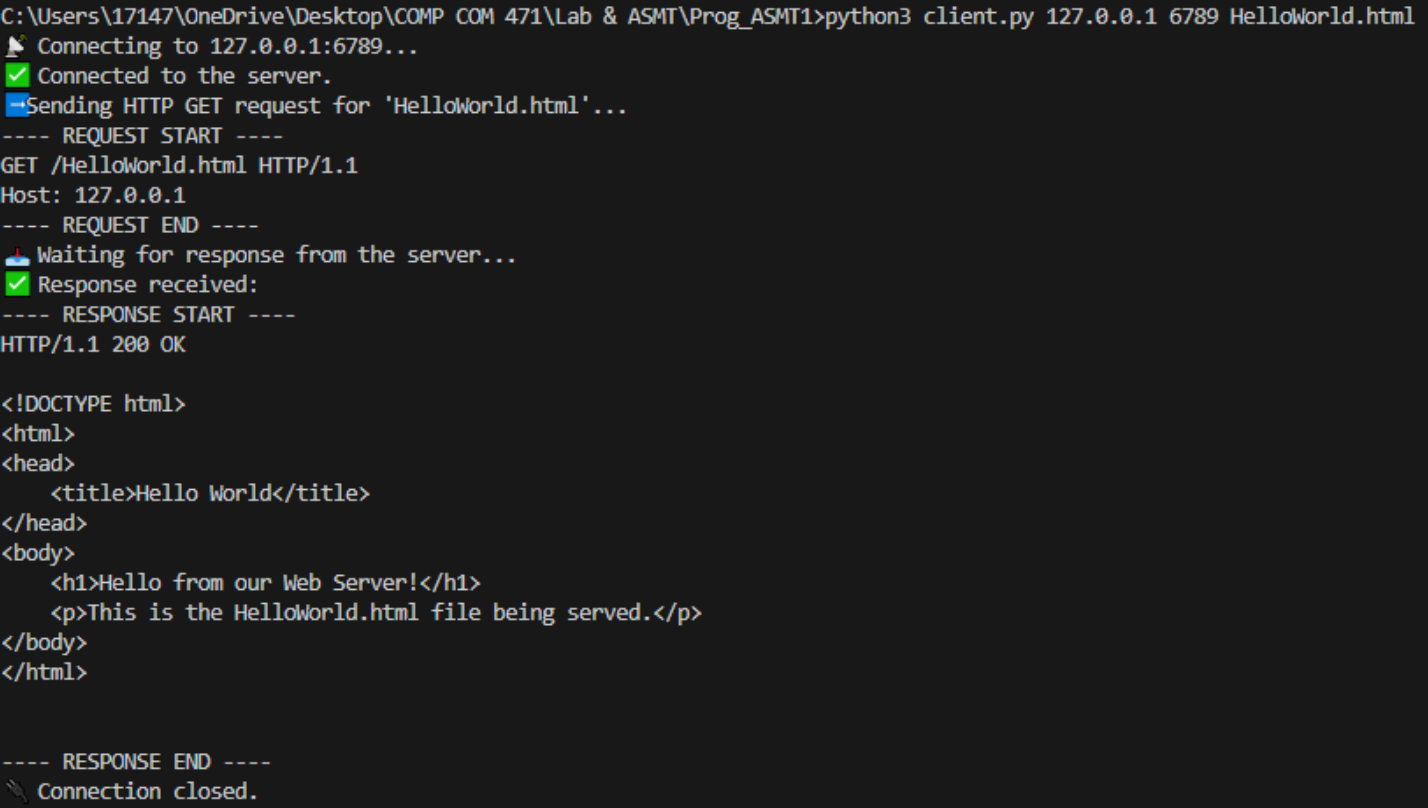 C:\Users\17147\OneDrive\Desktop\COMP COM 471\Lab & ASMT\Prog_ASMT1>python3 client.py 127.0.0.1 6789 HelloWorld.html
📡 Connecting to 127.0.0.1:6789...
✅ Connected to the server.
➡️Sending HTTP GET request for 'HelloWorld.html'...
---- REQUEST START ----
GET /HelloWorld.html HTTP/1.1
Host: 127.0.0.1
---- REQUEST END ----
📥 Waiting for response from the server...
✅ Response received:
---- RESPONSE START ----
HTTP/1.1 200 OK

<!DOCTYPE html>
<html>
<head>
    <title>Hello World</title>
</head>
<body>
    <h1>Hello from our Web Server!</h1>
    <p>This is the HelloWorld.html file being served.</p>
</body>
</html>


---- RESPONSE END ----
🔌 Connection closed.